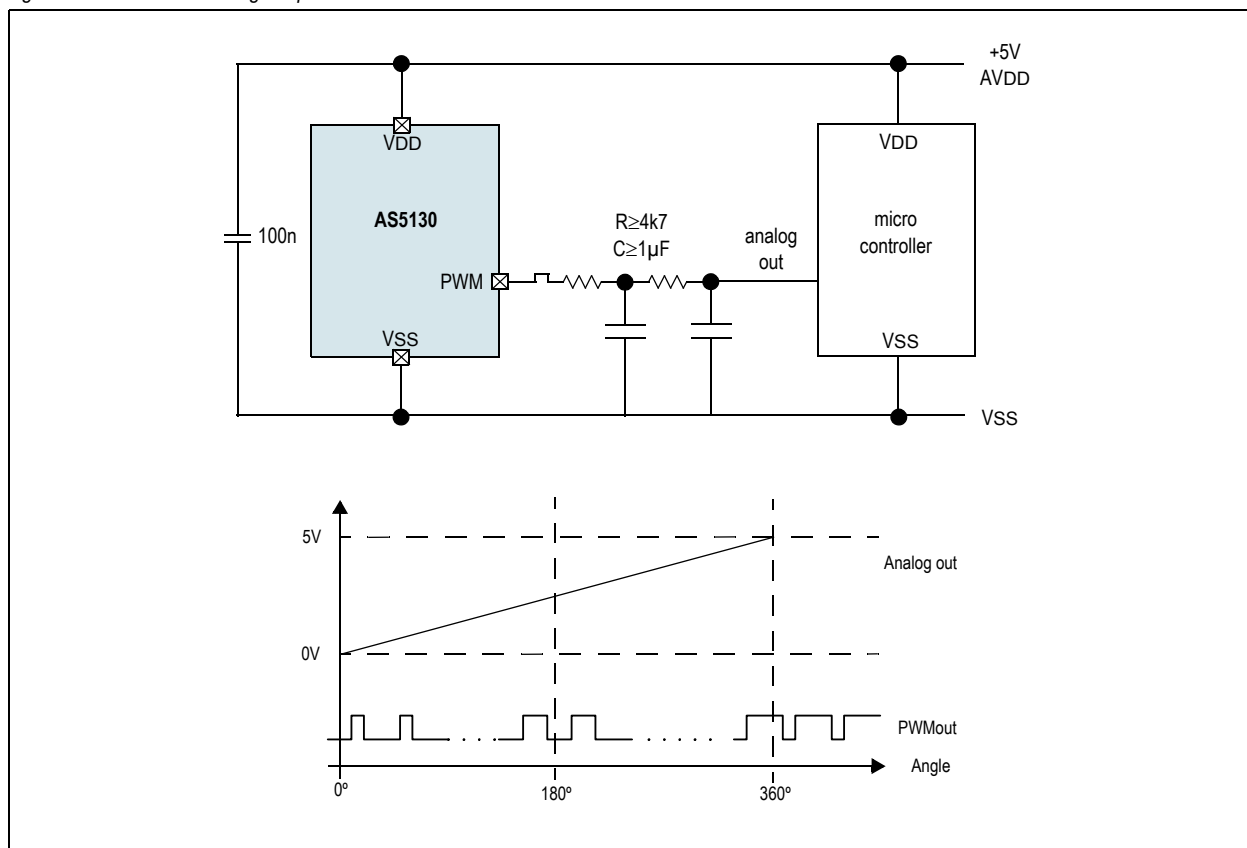 +5V
AVDD
VDD
VDD
AS5130
100n
R≥4k7
C≥1µF
analog
out
micro
controller
PWM
VSS
VSS
VSS
5V
Analog out
0V
PWMout
Angle
0º
180º
360º